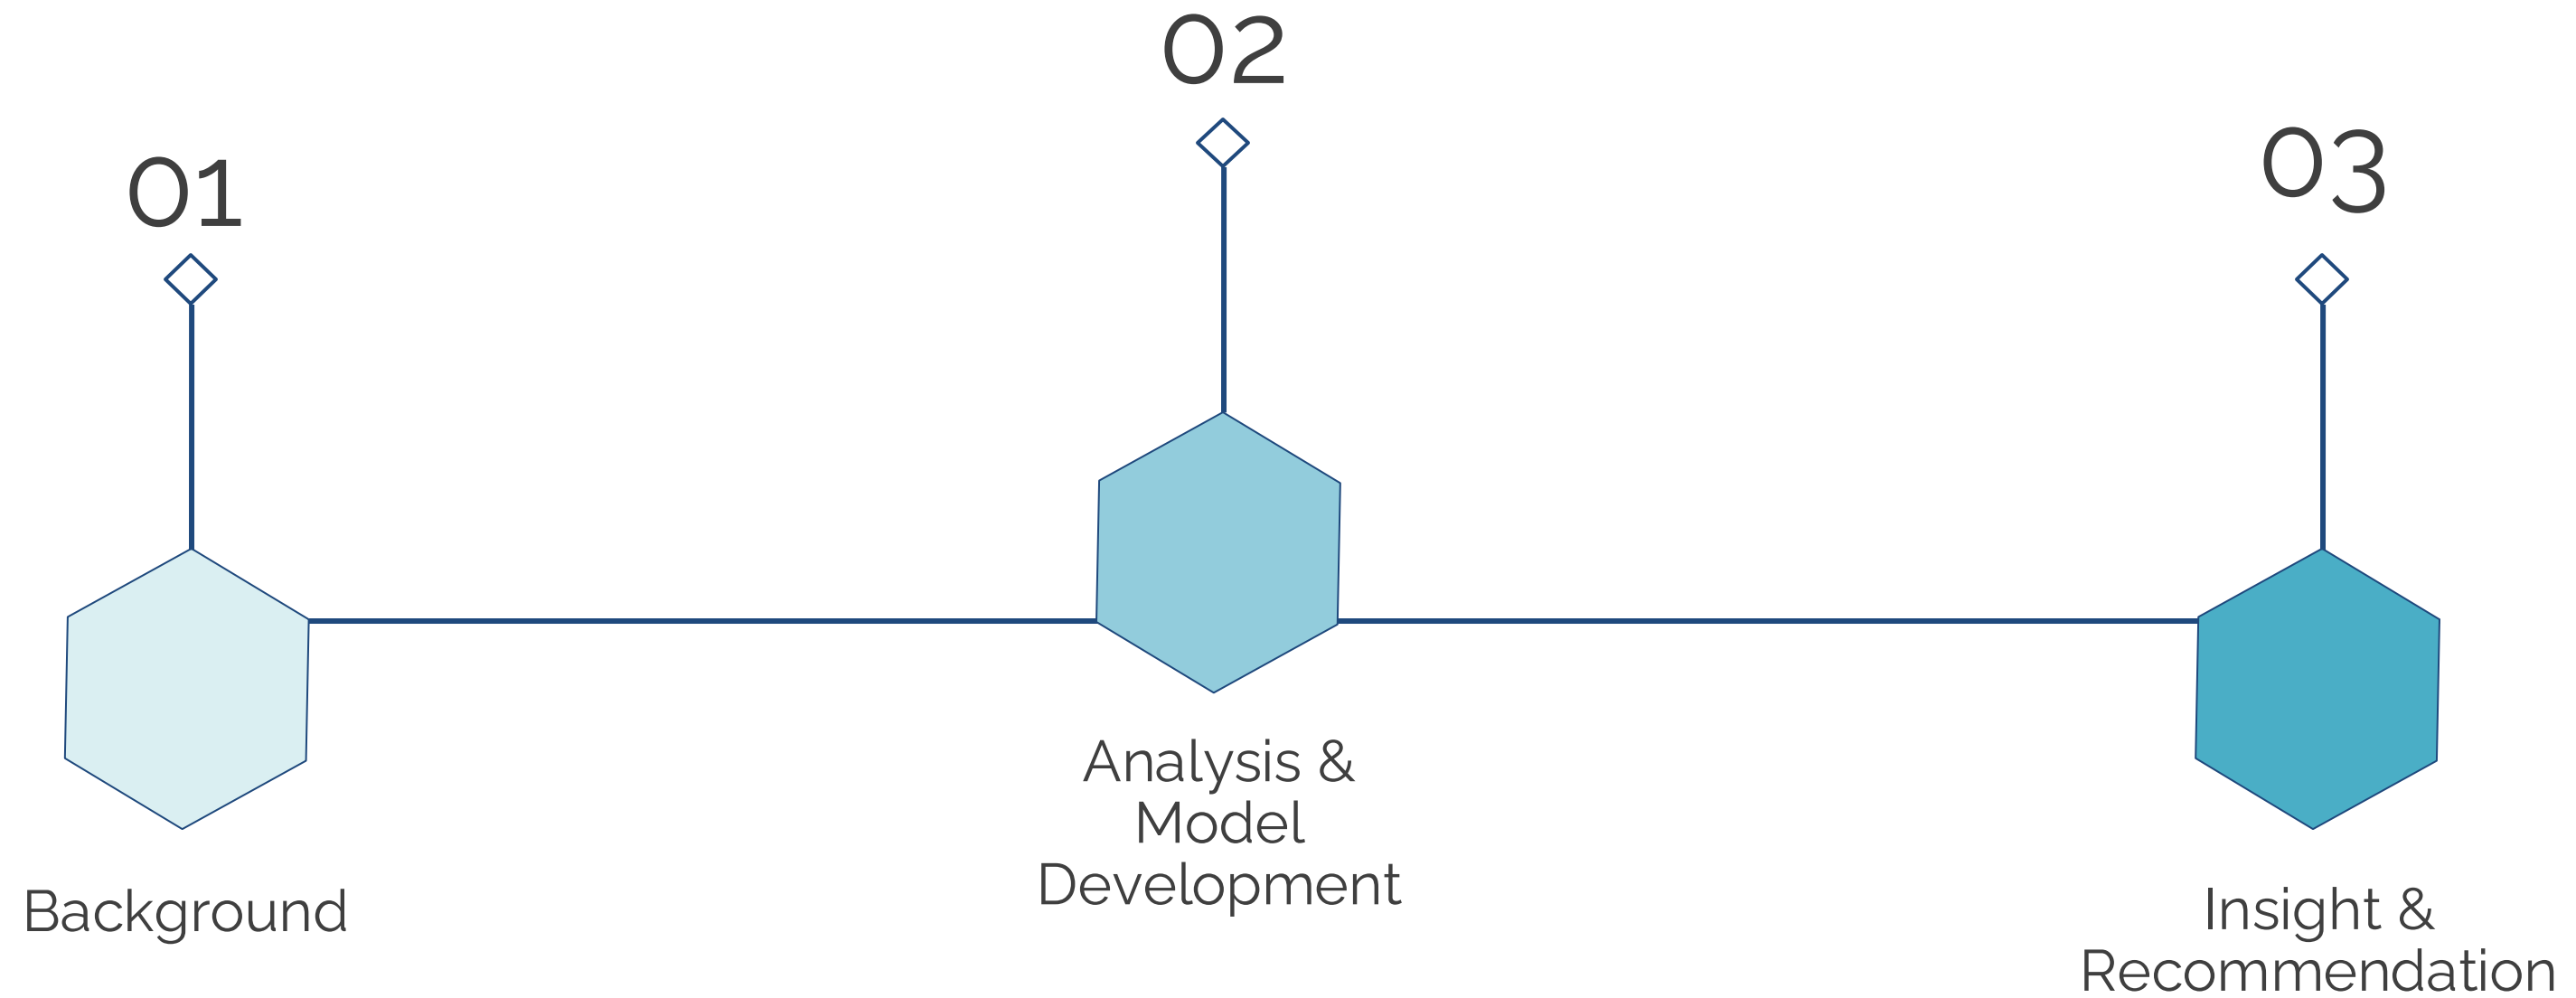 01
Background
02
Analysis &
Model
Development
03
Insight &
Recommendation